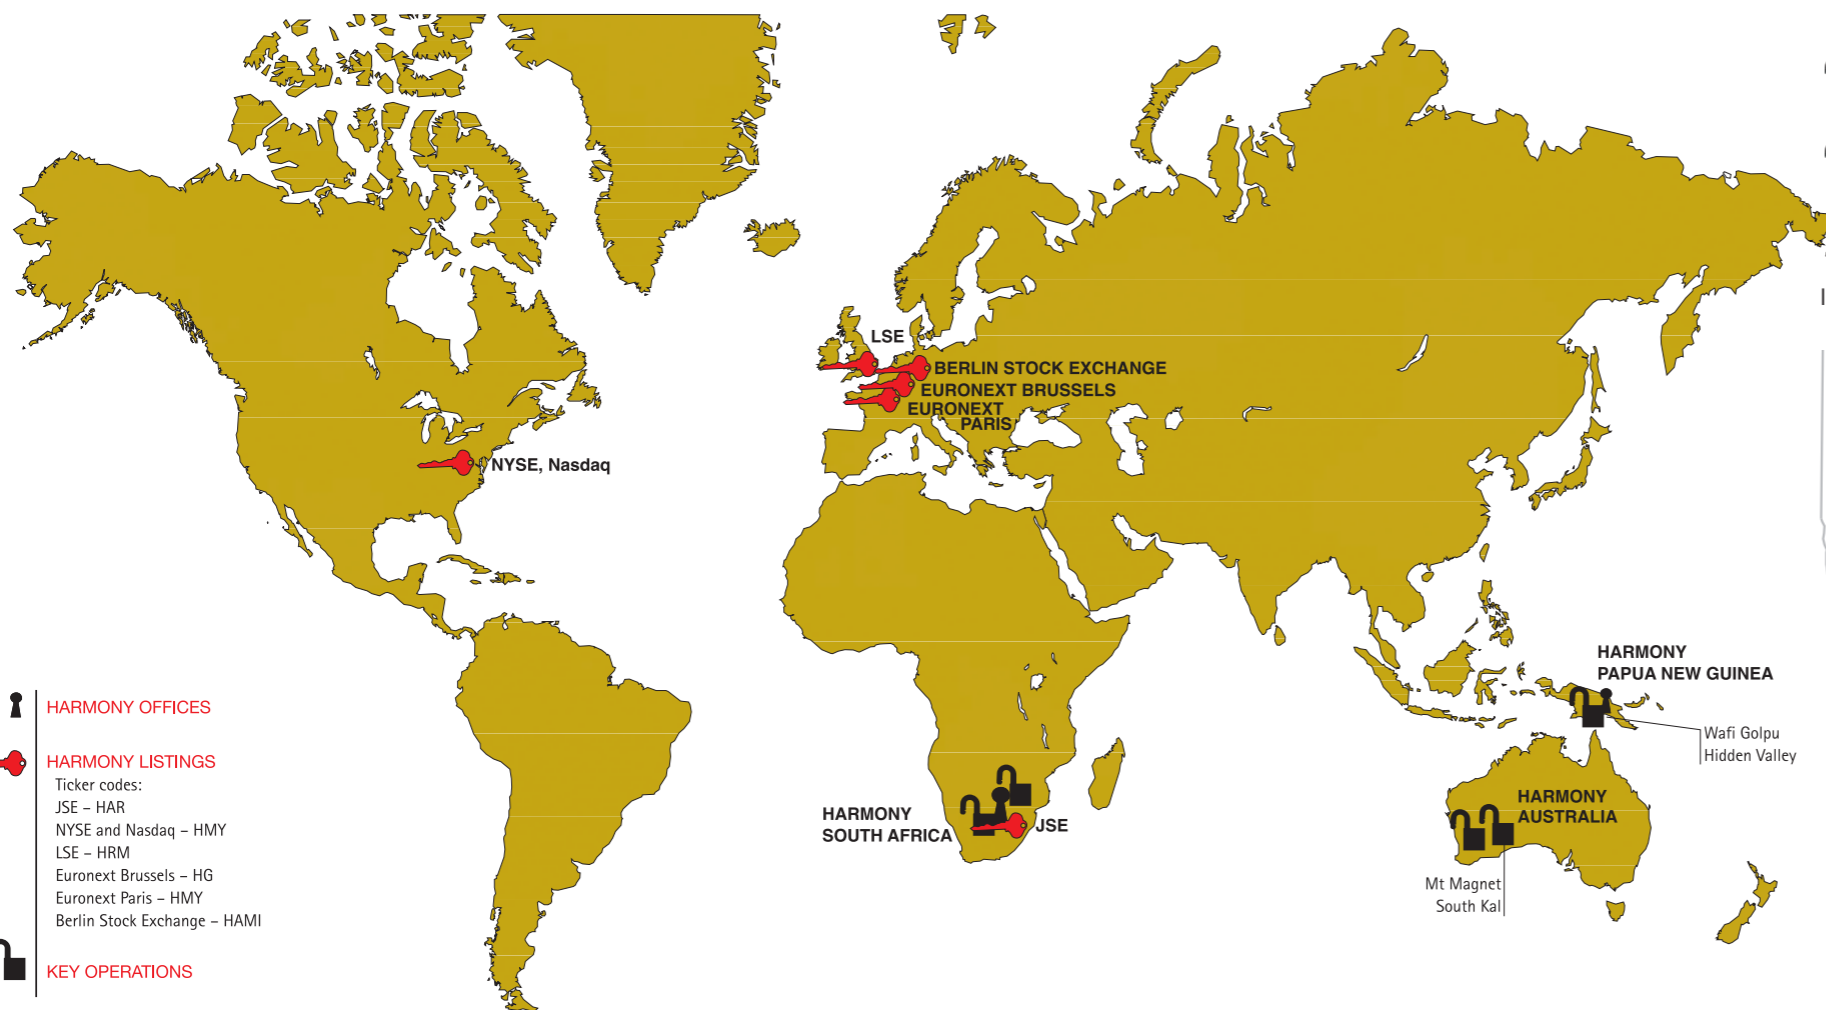 LSE
BERLIN STOCK EXCHANGE
EURONEXT BRUSSELS
EURONEXT
PARIS
NYSE, Nasdaq
HARMONY
PAPUA NEW GUINEA
Wafi Golpu
Hidden Valley
HARMONY
SOUTH AFRICA
JSE
HARMONY
AUSTRALIA
Mt Magnet
South Kal
HARMONY OFFICES
HARMONY LISTINGS
Ticker codes:
JSE – HAR
NYSE and Nasdaq – HMY
LSE – HRM
Euronext Brussels – HG
Euronext Paris – HMY
Berlin Stock Exchange – HAMI
KEY OPERATIONS